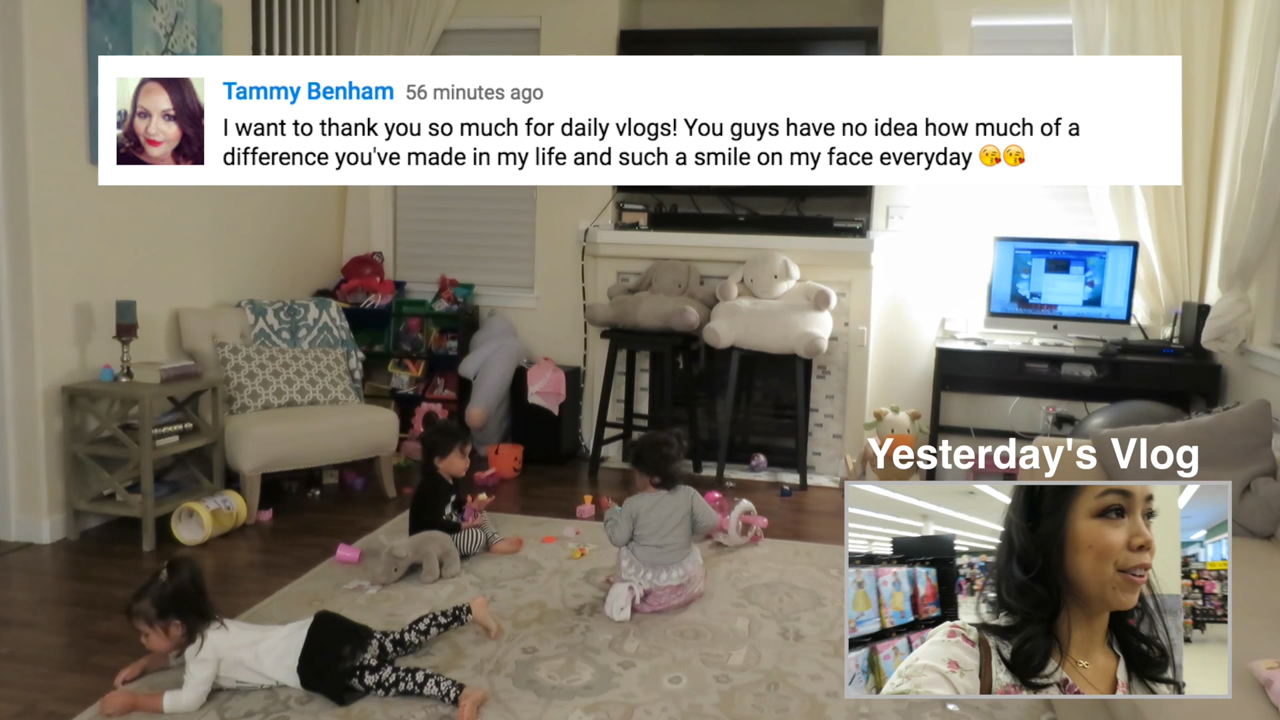 Tammy Benham 56 minutes ago
I want to thank you so much for daily vlogs! You guys have no idea how much of a
difference you've made in my life and such a smile on my face everyday 😘😘
Yesterday's Vlog